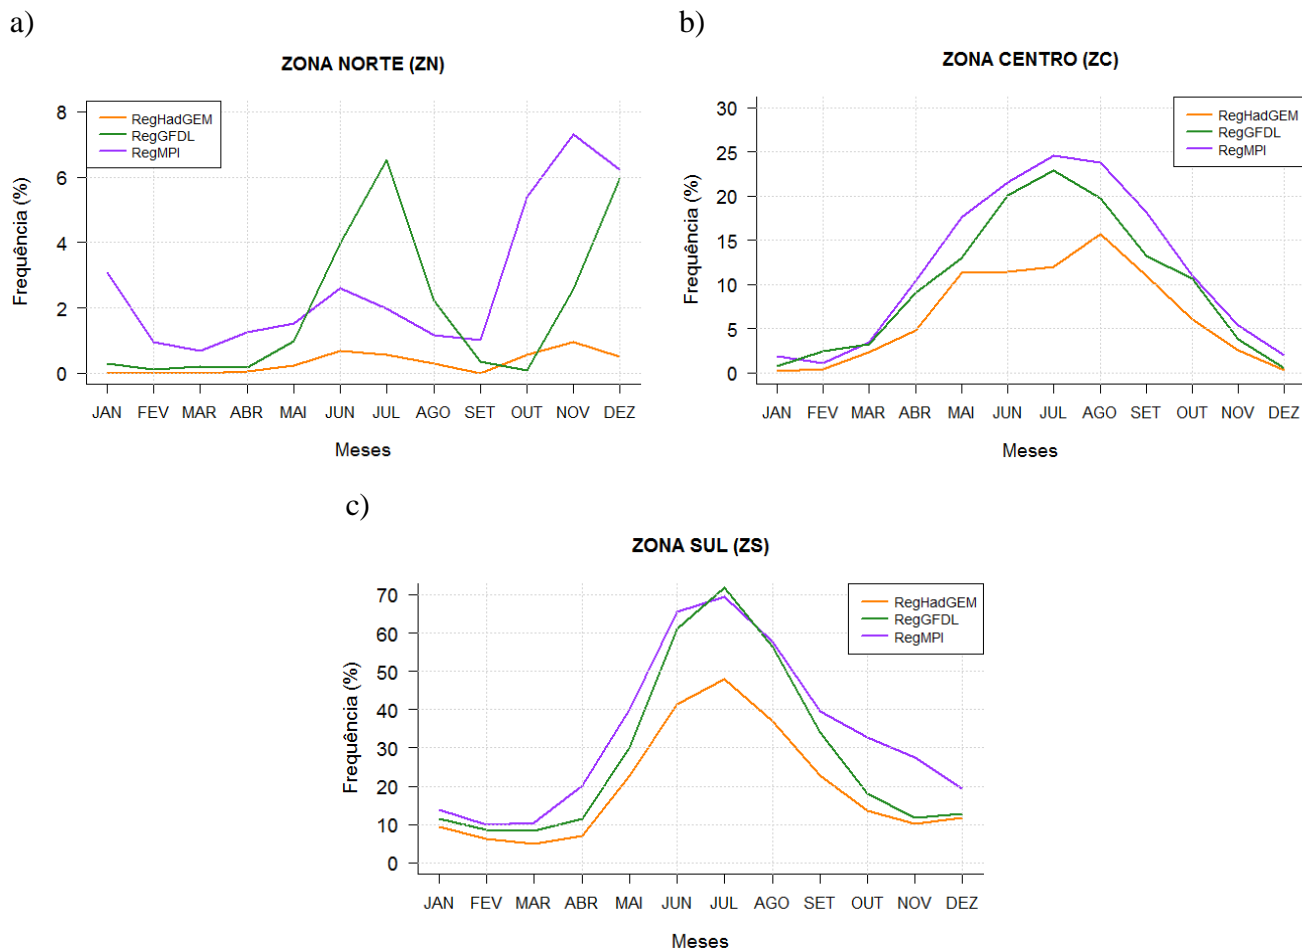 a)
ZONA NORTE (ZN)
RegHadGEM
RegGFDL
RegMPI
8
6
4
2
0
Frequência (%)
JAN FEV MAR ABR MAI JUN JUL AGO SET OUT NOV DEZ
Meses
b)
ZONA CENTRO (ZC)
RegHadGEM
RegGFDL
RegMPI
30
25
20
15
10
5
0
Frequência (%)
JAN FEV MAR ABR MAI JUN JUL AGO SET OUT NOV DEZ
Meses
c)
ZONA SUL (ZS)
RegHadGEM
RegGFDL
RegMPI
70
60
50
40
30
20
10
0
Frequência (%)
JAN FEV MAR ABR MAI JUN JUL AGO SET OUT NOV DEZ
Meses